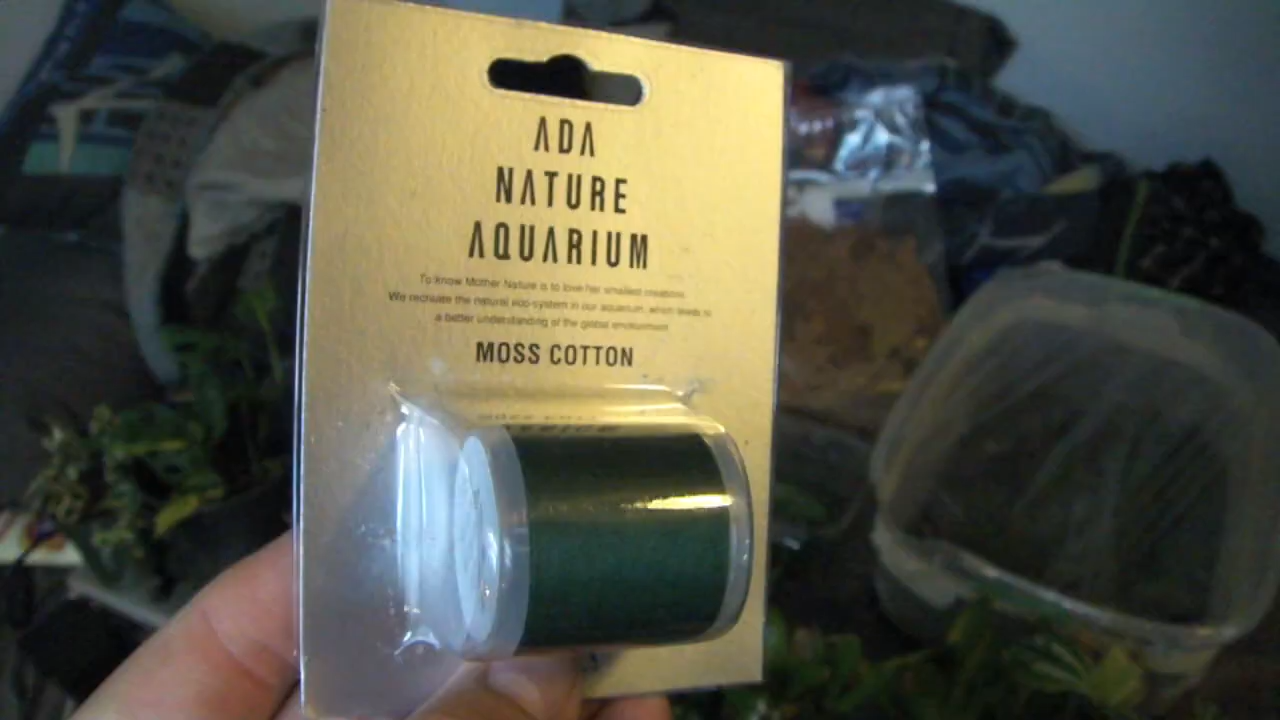 ADA
NATURE
AQUARIUM
To know Mother Nature is to love her smallest creations.
We recreate the natural eco-system in our aquarium, which leads to
a better understanding of the global environment
MOSS COTTON